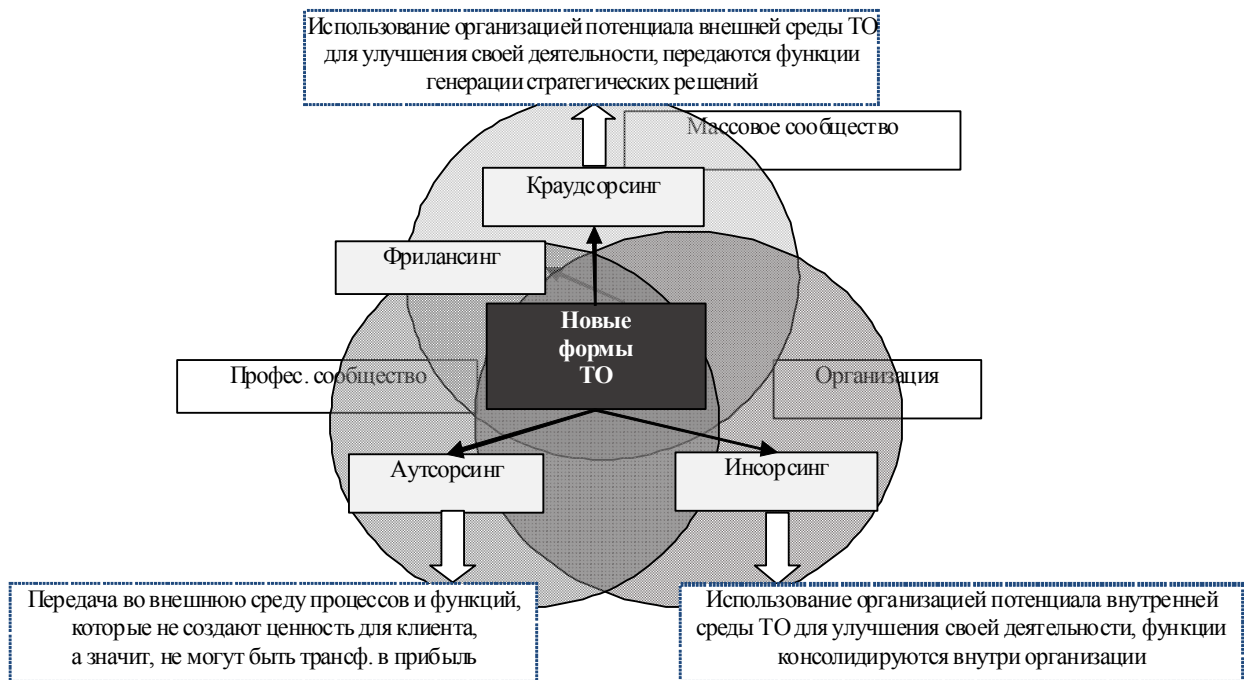 Использование организацией потенциала внешней среды ТО
для улучшения своей деятельности, передаются функции
генерации стратегических решений
Массовое сообщество
Краудсорсинг
Фрилансинг
Новые
формы
ТО
Профес. сообщество
Организация
Аутсорсинг
Инсорсинг
Передача во внешнюю среду процессов и функций,
которые не создают ценность для клиента,
а значит, не могут быть трансф. в прибыль
Использование организацией потенциала внутренней
среды ТО для улучшения своей деятельности, функции
консолидируются внутри организации